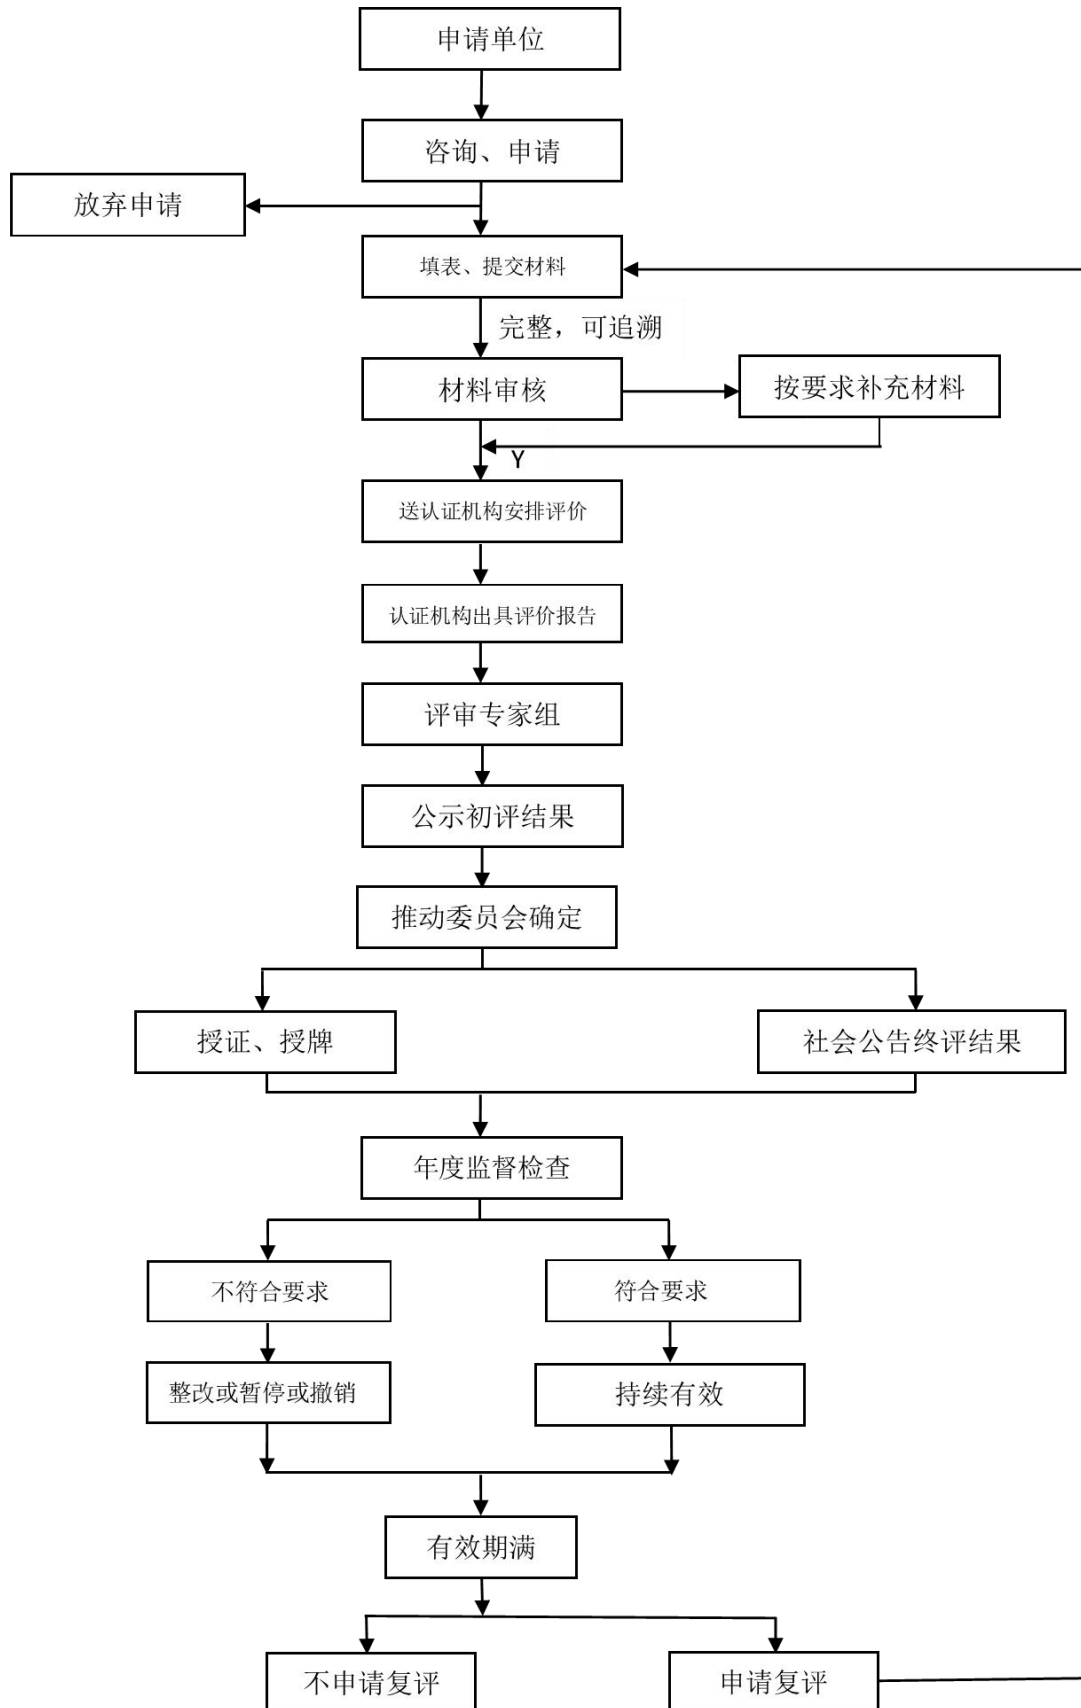 申请单位
咨询、申请
放弃申请
填表、提交材料
完整，可追溯
材料审核
按要求补充材料
Y
送认证机构安排评价
认证机构出具评价报告
评审专家组
公示初评结果
推动委员会确定
授证、授牌
社会公告终评结果
年度监督检查
不符合要求
符合要求
整改或暂停或撤销
持续有效
有效期满
不申请复评
申请复评